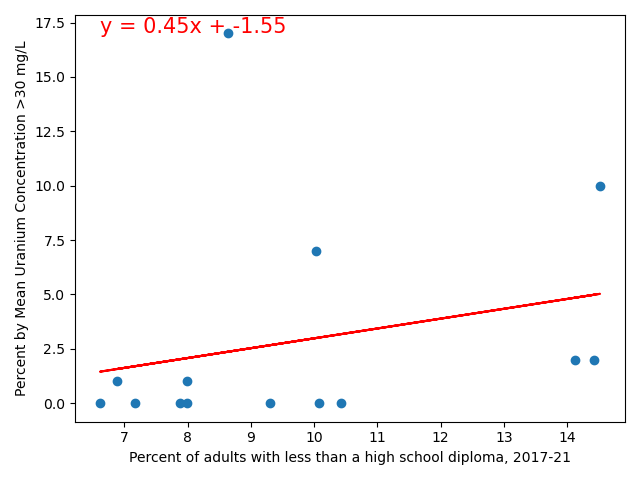 y = 0.45x + -1.55
17.5
15.0
12.5
10.0
7.5
5.0
2.5
0.0
Percent by Mean Uranium Concentration >30 mg/L
7 8 9 10 11 12 13 14
Percent of adults with less than a high school diploma, 2017-21